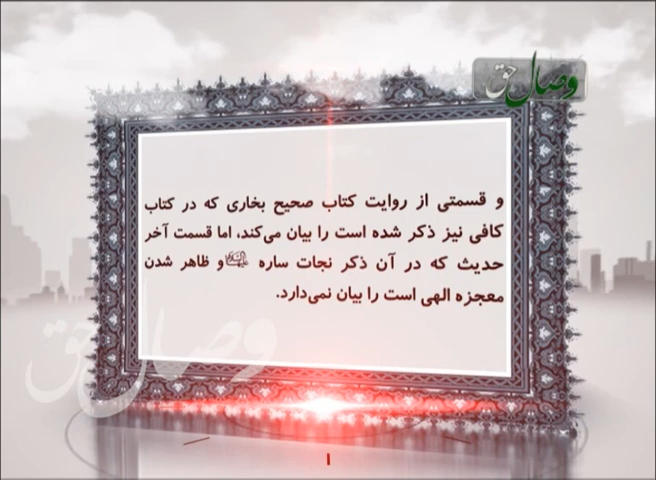 وصال حق
و قسمتی از روایت کتاب صحیح بخاری که در کتاب
کافی نیز ذکر شده است را بیان می‌کند، اما قسمت آخر
حدیث که در آن ذکر نجات ساره علیهاالسلام و ظاهر شدن
معجزه الهی است را بیان نمی‌دارد.
وصال حق
۱